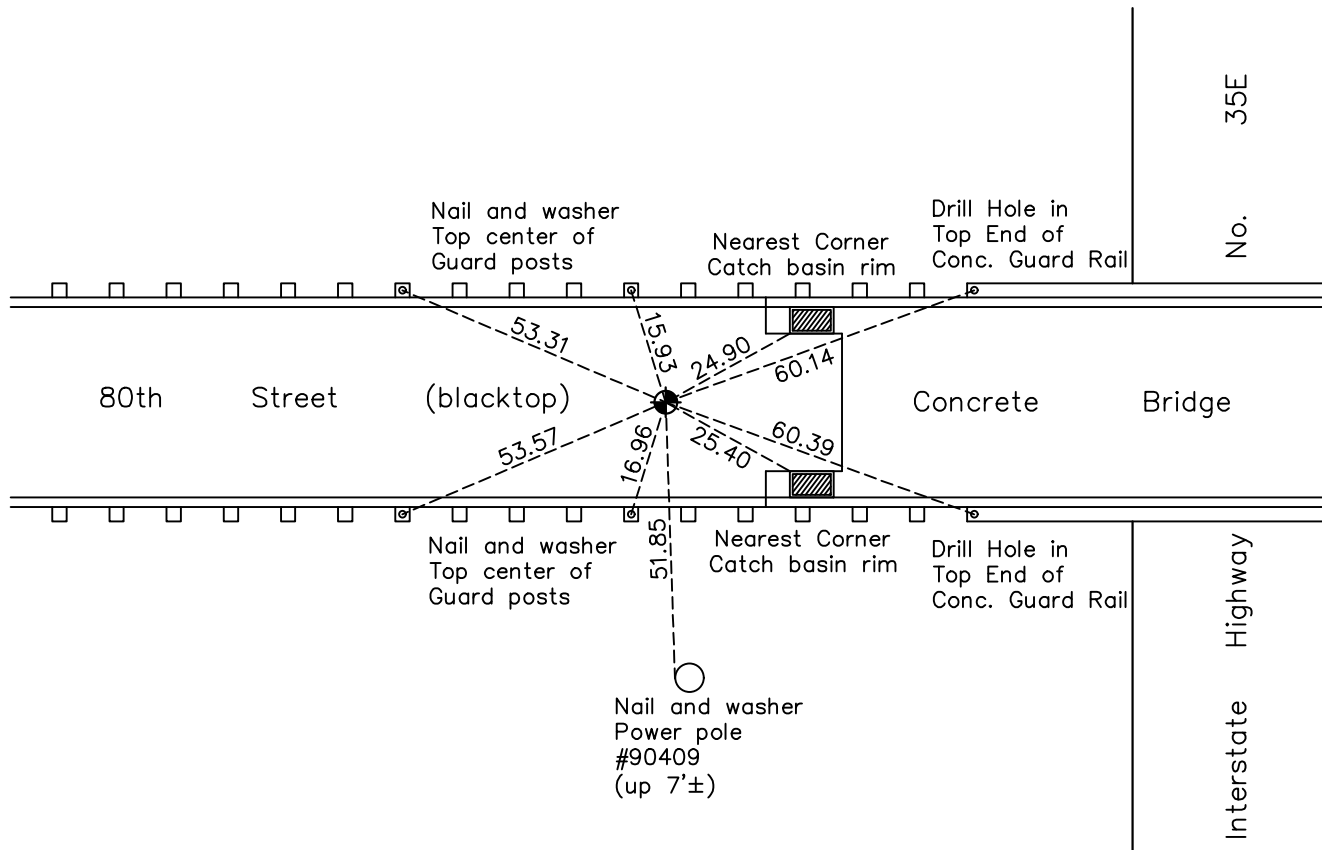 No. 35E
Nail and washer
Top center of
Guard posts
Nearest Corner
Catch basin rim
Drill Hole in
Top End of
Conc. Guard Rail
53.31
15.93
24.90
60.14
80th Street (blacktop)
Concrete Bridge
53.57
16.96
25.40
60.39
51.85
Nail and washer
Top center of
Guard posts
Nearest Corner
Catch basin rim
Drill Hole in
Top End of
Conc. Guard Rail
Interstate Highway
Nail and washer
Power pole
#90409
(up 7'±)